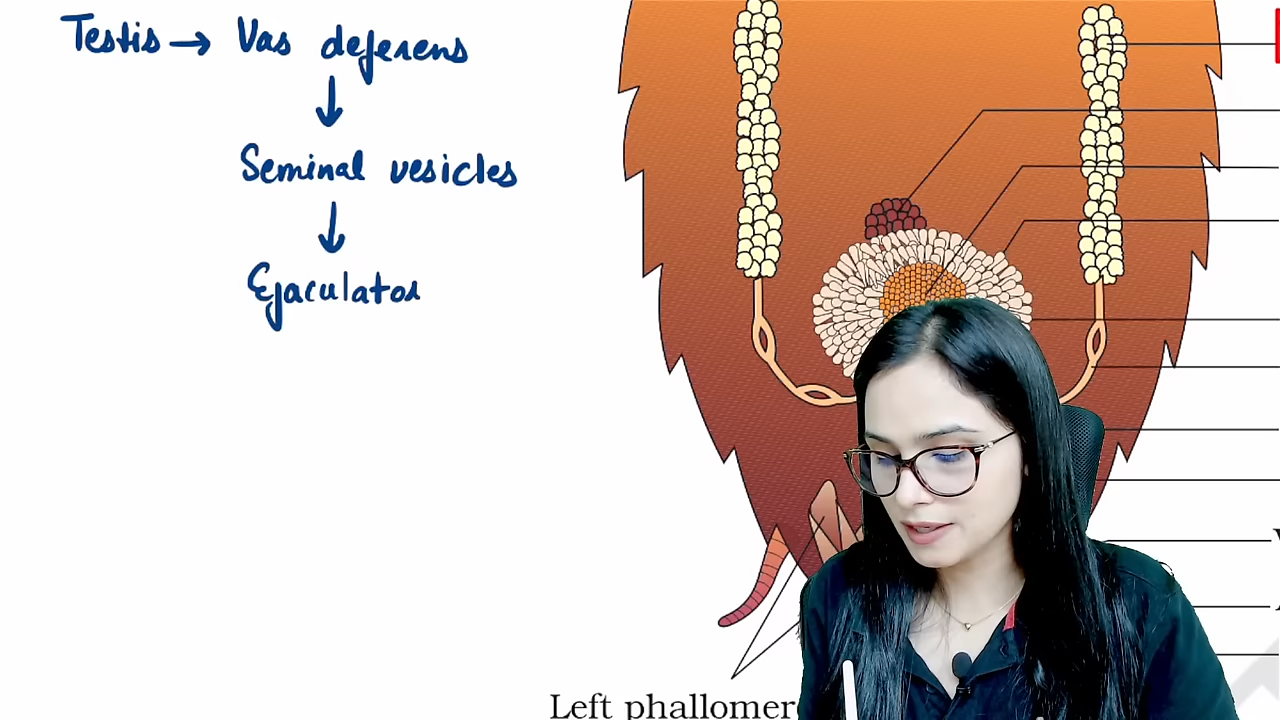 Testis → Vas deferens
↓
Seminal vesicles
↓
Ejaculator
Left phallomer